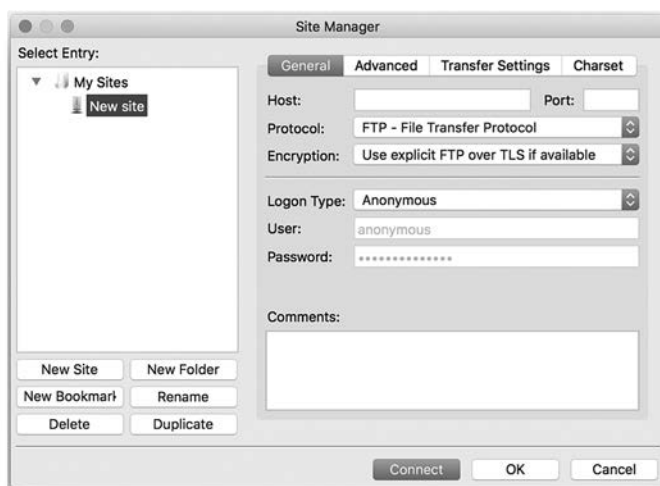 Site Manager
Select Entry:
My Sites
New site
New Site New Folder
New Bookmark Rename
Delete Duplicate
General Advanced Transfer Settings Charset
Host: Port:
Protocol: FTP - File Transfer Protocol
Encryption: Use explicit FTP over TLS if available
Logon Type: Anonymous
User: anonymous
Password: ••••••••••••••
Comments:
Connect OK Cancel